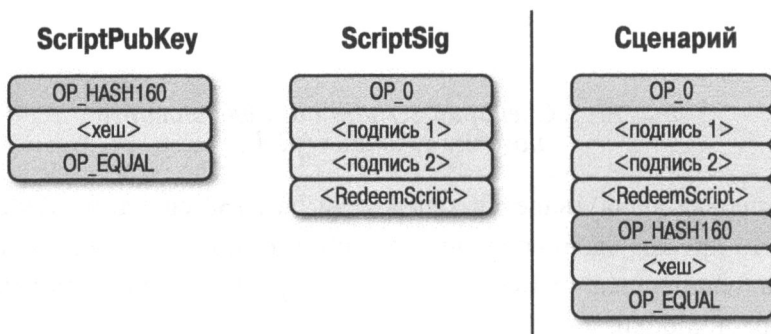 ScriptPubKey
OP_HASH160
<хеш>
OP_EQUAL
ScriptSig
OP_0
<подпись 1>
<подпись 2>
<RedeemScript>
Сценарий
OP_0
<подпись 1>
<подпись 2>
<RedeemScript>
OP_HASH160
<хеш>
OP_EQUAL